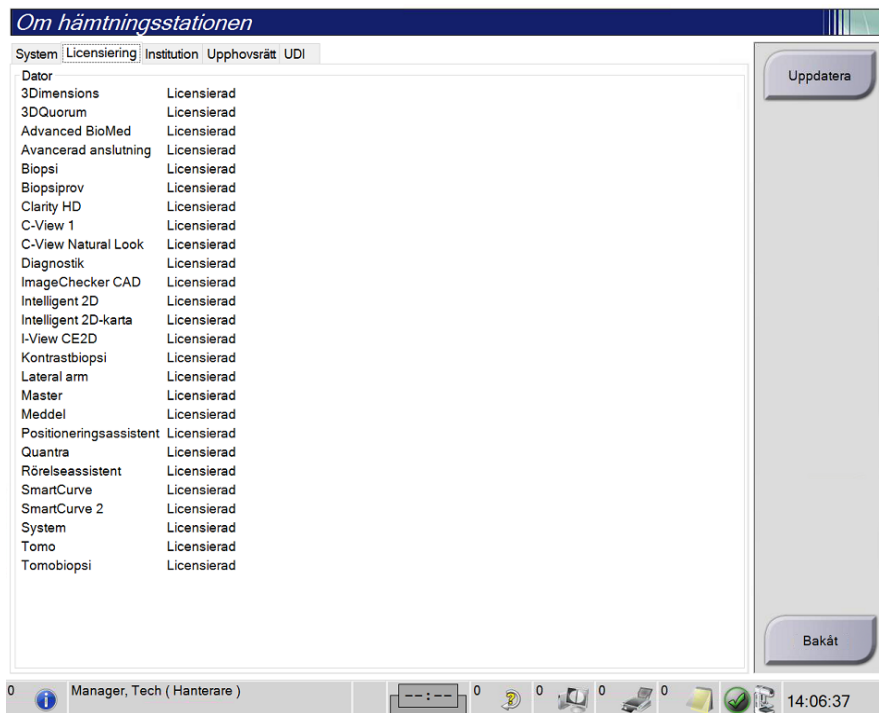 Om hämtningsstationen
System Licensiering Institution Upphovsrätt UDI
Uppdatera
Dator
3Dimensions Licensierad
3DQuorum Licensierad
Advanced BioMed Licensierad
Avancerad anslutning Licensierad
Biopsi Licensierad
Biopsiprov Licensierad
Clarity HD Licensierad
C-View 1 Licensierad
C-View Natural Look Licensierad
Diagnostik Licensierad
ImageChecker CAD Licensierad
Intelligent 2D Licensierad
Intelligent 2D-karta Licensierad
I-View CE2D Licensierad
Kontrastbiopsi Licensierad
Lateral arm Licensierad
Master Licensierad
Meddel Licensierad
Positioneringsassistent Licensierad
Quantra Licensierad
Rörelseassistent Licensierad
SmartCurve Licensierad
SmartCurve 2 Licensierad
System Licensierad
Tomo Licensierad
Tomobiopsi Licensierad
Bakåt
0 Manager, Tech ( Hanterare ) --:-- 0 0 0 0 14:06:37